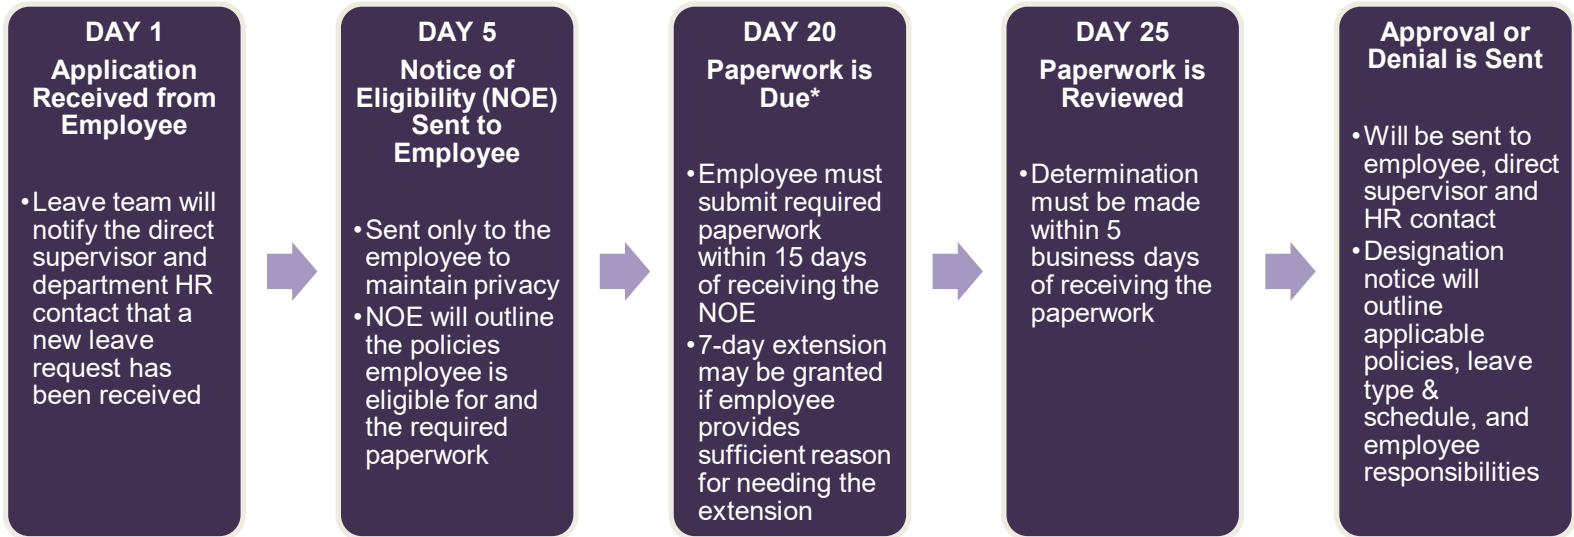 DAY 1
Application
Received from
Employee
•Leave team will
notify the direct
supervisor and
department HR
contact that a
new leave
request has
been received
DAY 5
Notice of
Eligibility (NOE)
Sent to
Employee
•Sent only to the
employee to
maintain privacy
•NOE will outline
the policies
employee is
eligible for and
the required
paperwork
DAY 20
Paperwork is
Due*
•Employee must
submit required
paperwork
within 15 days
of receiving the
NOE
•7-day extension
may be granted
if employee
provides
sufficient reason
for needing the
extension
DAY 25
Paperwork is
Reviewed
•Determination
must be made
within 5
business days
of receiving the
paperwork
Approval or
Denial is Sent
•Will be sent to
employee, direct
supervisor and
HR contact
•Designation
notice will
outline
applicable
policies, leave
type &
schedule, and
employee
responsibilities